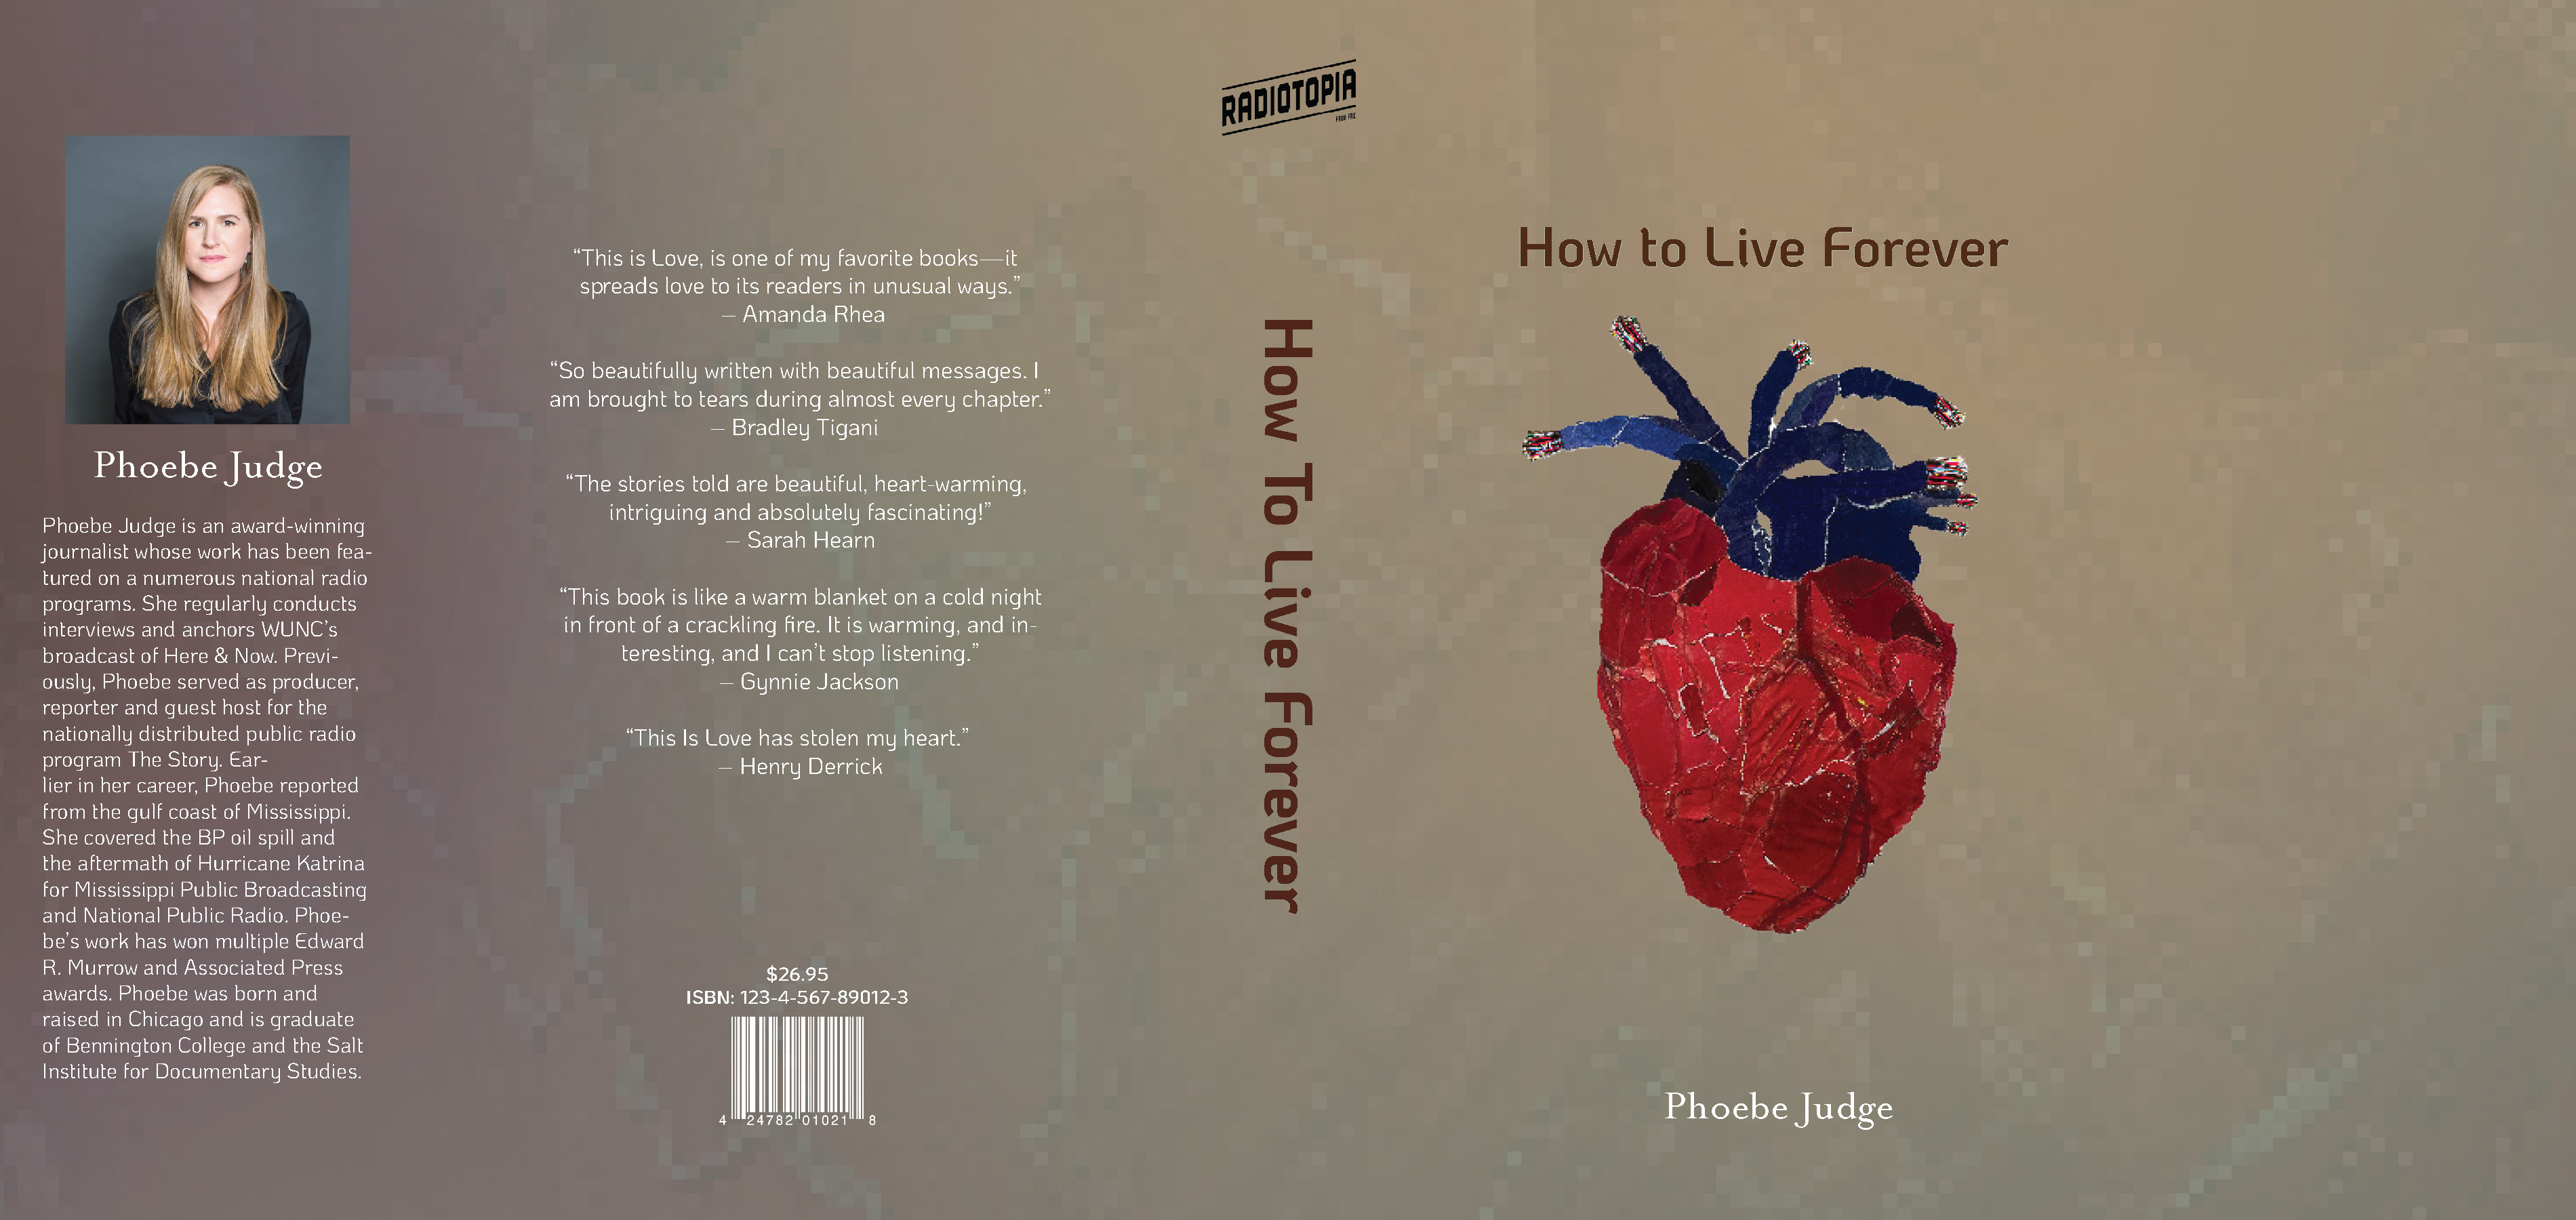 Phoebe Judge
Phoebe Judge is an award-winning
journalist whose work has been fea-
tured on a numerous national radio
programs. She regularly conducts
interviews and anchors WUNC’s
broadcast of Here & Now. Previ-
ously, Phoebe served as producer,
reporter and guest host for the
nationally distributed public radio
program The Story. Ear-
lier in her career, Phoebe reported
from the gulf coast of Mississippi.
She covered the BP oil spill and
the aftermath of Hurricane Katrina
for Mississippi Public Broadcasting
and National Public Radio. Phoe-
be’s work has won multiple Edward
R. Murrow and Associated Press
awards. Phoebe was born and
raised in Chicago and is graduate
of Bennington College and the Salt
Institute for Documentary Studies.
“This is Love, is one of my favorite books—it
spreads love to its readers in unusual ways.”
– Amanda Rhea
“So beautifully written with beautiful messages. I
am brought to tears during almost every chapter.”
– Bradley Tigani
“The stories told are beautiful, heart-warming,
intriguing and absolutely fascinating!”
– Sarah Hearn
“This book is like a warm blanket on a cold night
in front of a crackling fire. It is warming, and in-
teresting, and I can’t stop listening.”
– Gynnie Jackson
“This Is Love has stolen my heart.”
– Henry Derrick
$26.95
ISBN: 123-4-567-89012-3
4 24782 01021 8
RADIOTOPIA
FROM PRX
How To Live Forever
How to Live Forever
Phoebe Judge